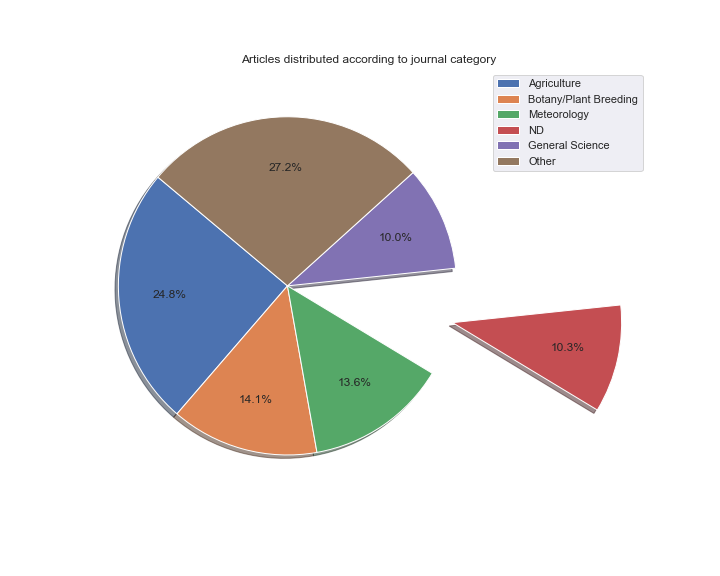 Articles distributed according to journal category
Agriculture
Botany/Plant Breeding
Meteorology
ND
General Science
Other
27.2%
10.0%
24.8%
10.3%
13.6%
14.1%